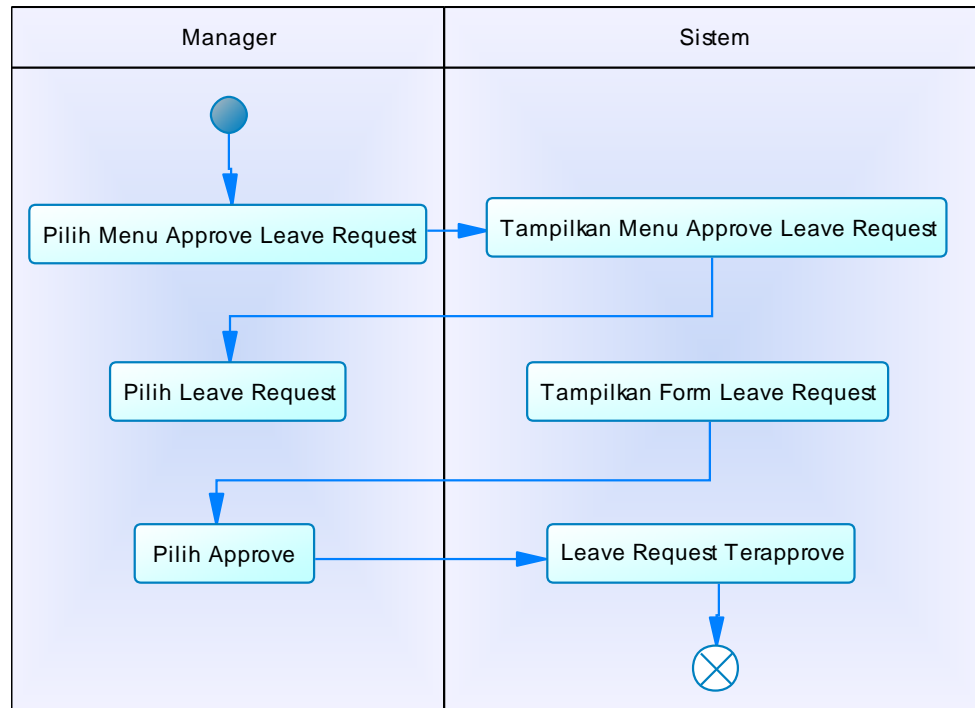 Manager
Sistem
Pilih Menu Approve Leave Request
Tampilkan Menu Approve Leave Request
Pilih Leave Request
Tampilkan Form Leave Request
Pilih Approve
Leave Request Terapprove